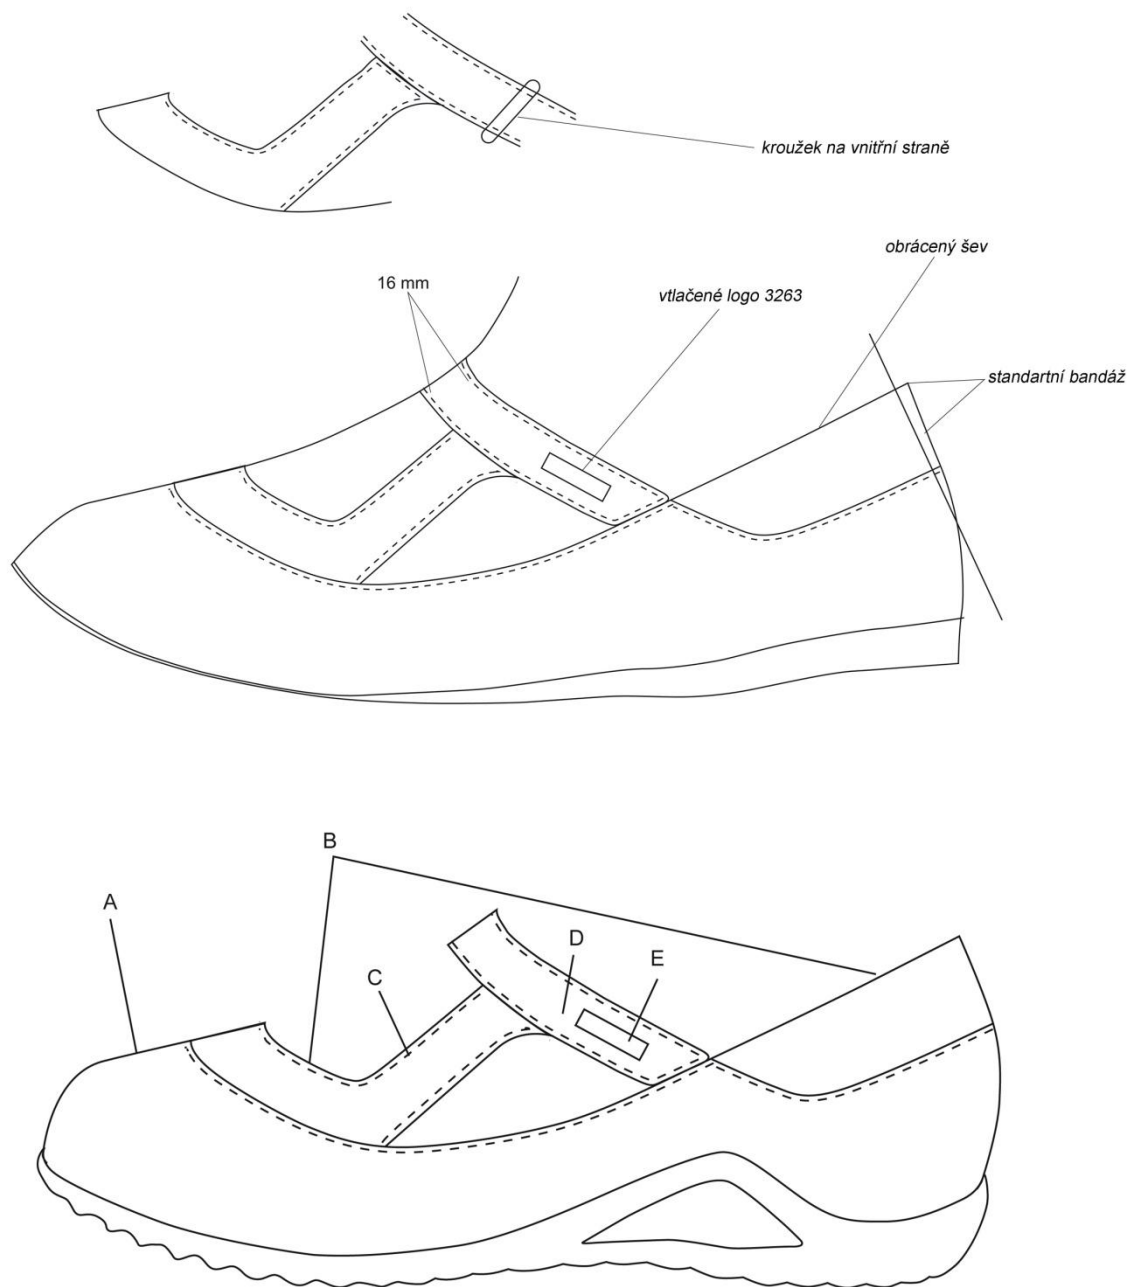 kroužek na vnitřní straně
obrácený šev
16 mm
vtlačené logo 3263
standartní bandáž
B
A
D
E
C